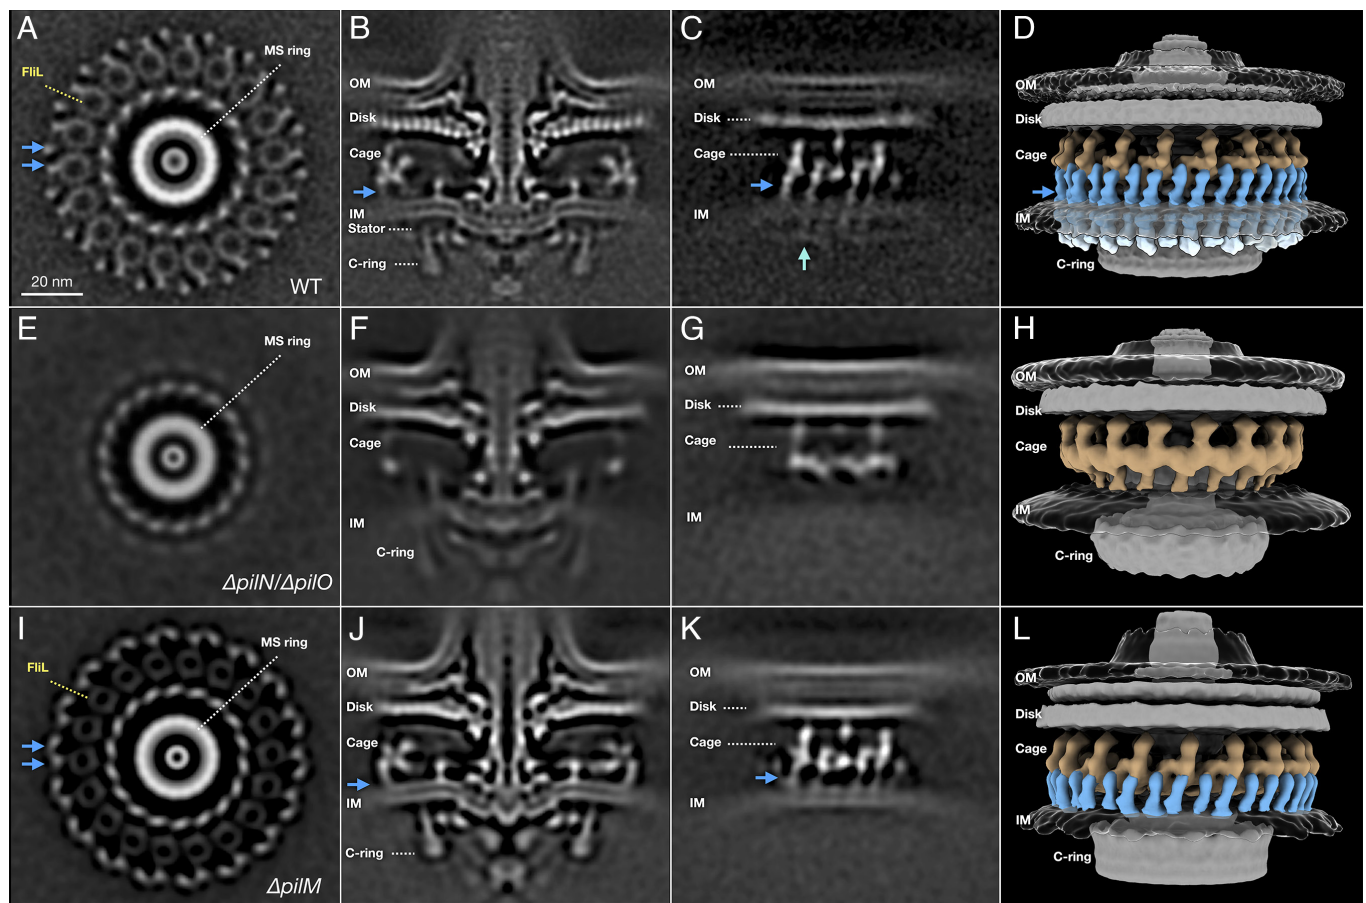 A
MS ring
FliL
20 nm
WT
B
OM
Disk
Cage
IM
Stator
C-ring
C
OM
Disk
Cage
IM
D
OM
Disk
Cage
IM
C-ring
E
MS ring
ΔpilN/ΔpilO
F
OM
Disk
Cage
IM
C-ring
G
OM
Disk
Cage
IM
H
OM
Disk
Cage
IM
C-ring
I
MS ring
FliL
ΔpilM
J
OM
Disk
Cage
IM
C-ring
K
OM
Disk
Cage
IM
L
OM
Disk
Cage
IM
C-ring